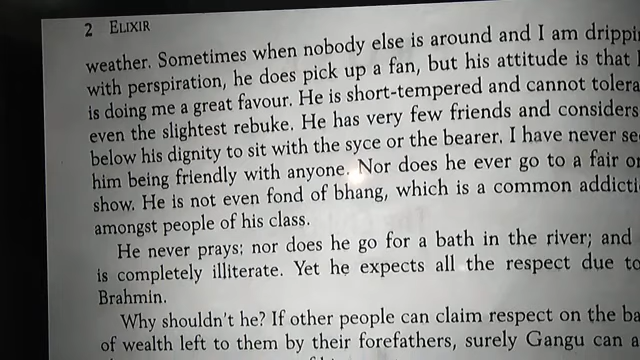 2 ELIXIR
weather. Sometimes when nobody else is around and I am
with perspiration, he does pick up a fan, but his attitude is that
is doing me a great favour. He is short-tempered and cannot
even the slightest rebuke. He has very few friends and considers
below his dignity to sit with the syce or the bearer. I have never
him being friendly with anyone. Nor does he ever go to a fair
show. He is not even fond of bhang, which is a common
amongst people of his class.
He never prays; nor does he go for a bath in the river; and
is completely illiterate. Yet he expects all the respect due
Brahmin.
Why shouldn't he? If other people can claim respect on the
of wealth left to them by their forefathers, surely Gangu can